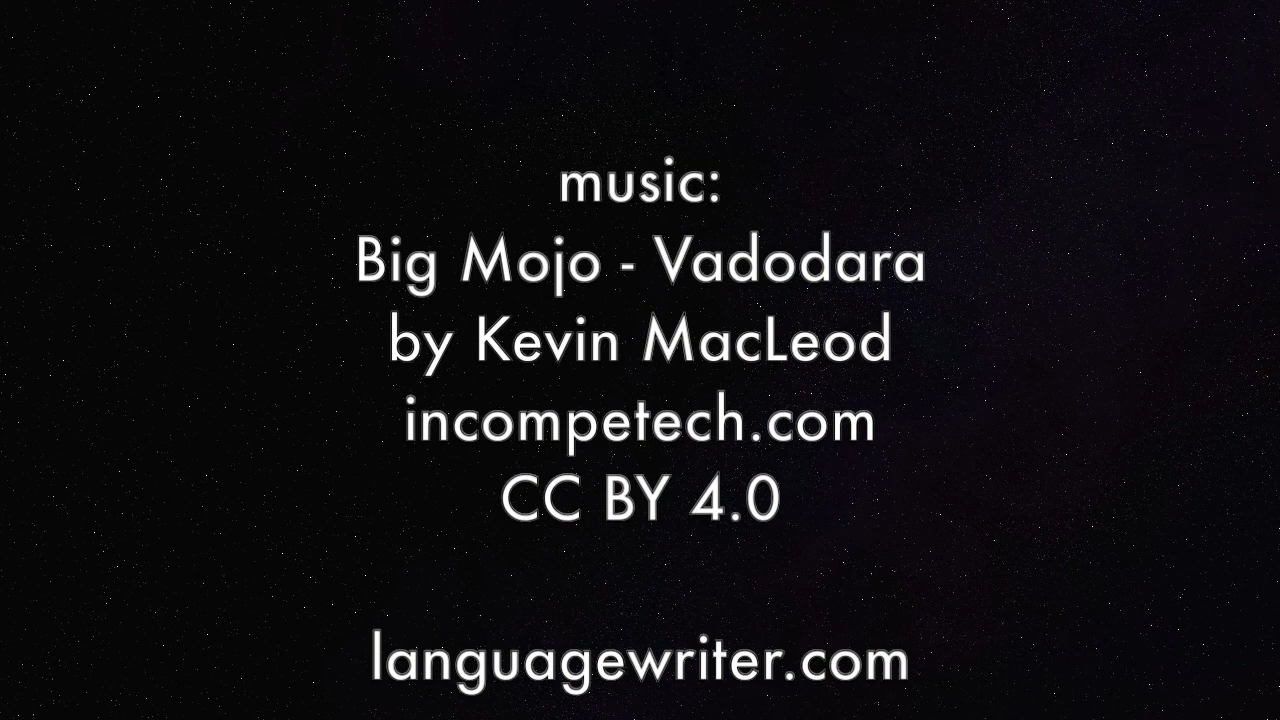 music:
Big Mojo - Vadodara
by Kevin MacLeod
incompetech.com
CC BY 4.0
languagewriter.com